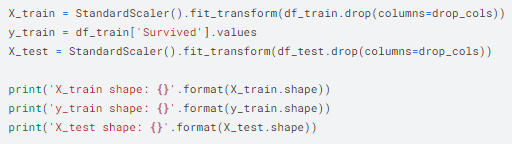 X_train = StandardScaler().fit_transform(df_train.drop(columns=drop_cols))
y_train = df_train['Survived'].values
X_test = StandardScaler().fit_transform(df_test.drop(columns=drop_cols))
print('X_train shape: {}'.format(X_train.shape))
print('y_train shape: {}'.format(y_train.shape))
print('X_test shape: {}'.format(X_test.shape))